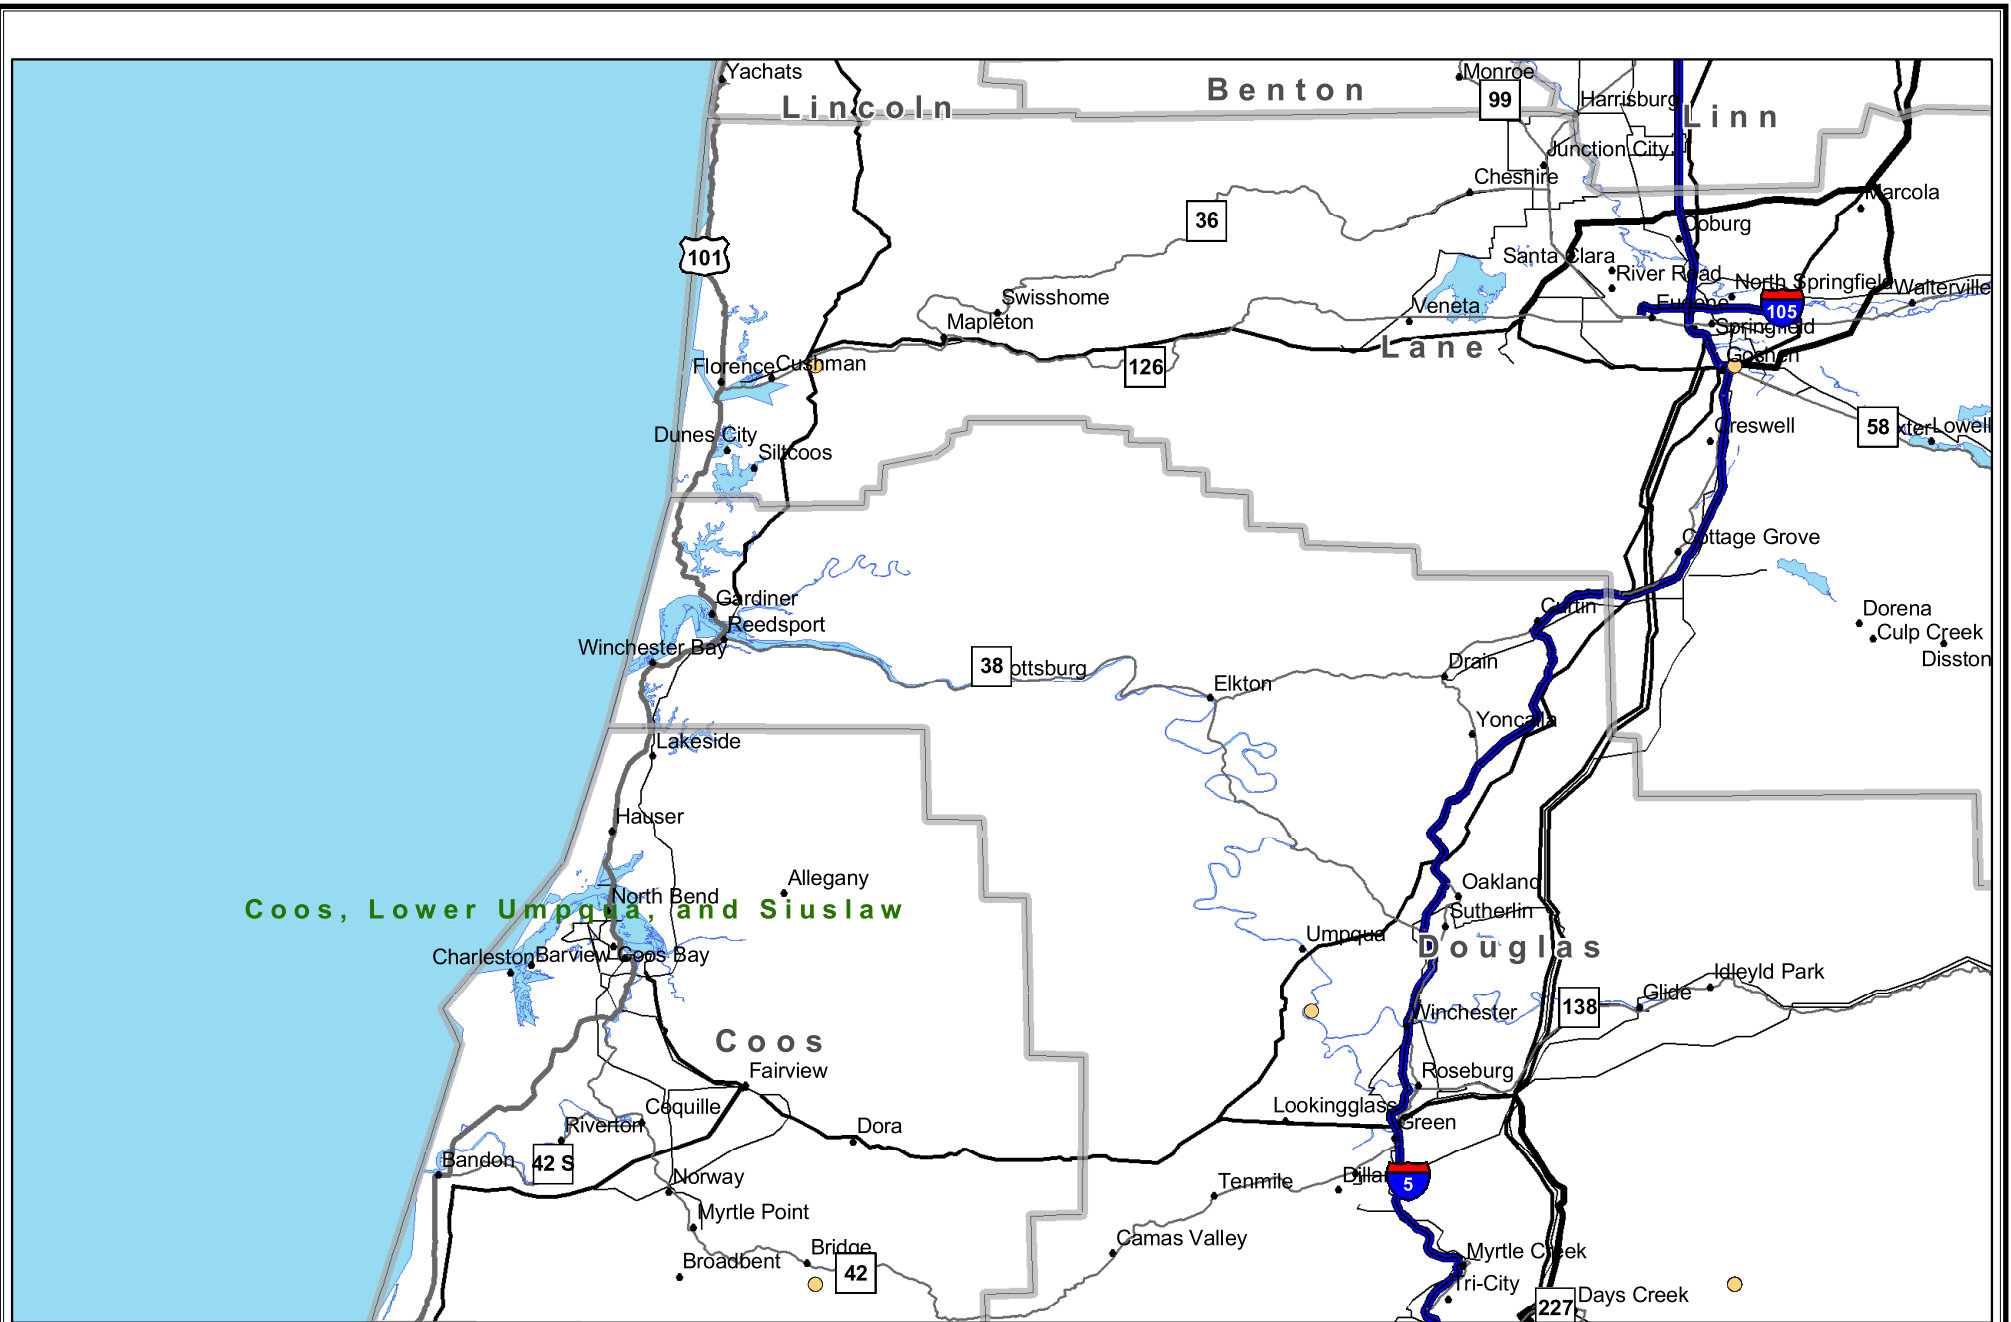 Yachats
Monroe
Benton
Lincoln
99
Harrisburg
Linn
Junction City
Cheshire
Marcola
36
Coburg
101
Santa Clara
River Road
North Springfield
Walterville
Swisshome
Veneta
Eugene
105
Mapleton
Springfield
Lane
Goshen
Florence
Cushman
126
Creswell
58
xter
Lowell
Dunes City
Siltcoos
Cottage Grove
Gardiner
Curtin
Dorena
Reedsport
Culp Creek
Winchester Bay
Disston
38
ottsburg
Drain
Elkton
Yoncalla
Lakeside
Hauser
Allegany
Oakland
North Bend
Coos, Lower Umpqua, and Siuslaw
Sutherlin
Umpqua
Douglas
Charleston
Barview
Coos Bay
Idleyld Park
Glide
138
Winchester
Coos
Fairview
Roseburg
Coquille
Lookingglass
Riverton
Dora
Green
Bandon
42 S
Norway
Tenmile
Dillar
5
Myrtle Point
Camas Valley
Bridge
Myrtle Creek
Broadbent
42
Tri-City
Days Creek
227